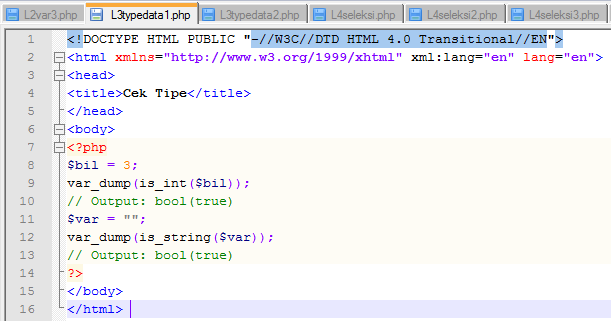 L2var3.php L3typedata1.php L3typedata2.php L4seleksi.php L4seleksi2.php L4seleksi3.php
1 <!DOCTYPE HTML PUBLIC "-//W3C//DTD HTML 4.0 Transitional//EN">
2 <html xmlns="http://www.w3.org/1999/xhtml" xml:lang="en" lang="en">
3 <head>
4 <title>Cek Tipe</title>
5 </head>
6 <body>
7 <?php
8 $bil = 3;
9 var_dump(is_int($bil));
10 // Output: bool(true)
11 $var = "";
12 var_dump(is_string($var));
13 // Output: bool(true)
14 ?>
15 </body>
16 </html>